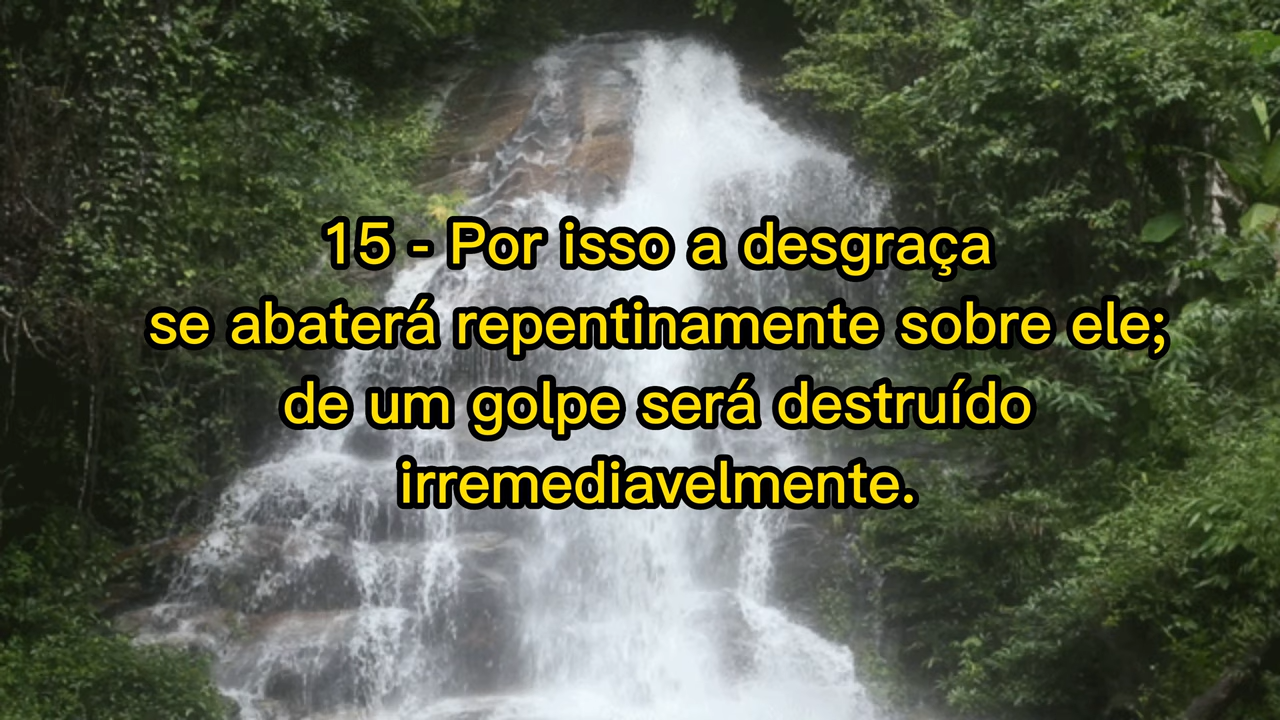 15 - Por isso a desgraça
se abaterá repentinamente sobre ele;
de um golpe será destruído
irremediavelmente.